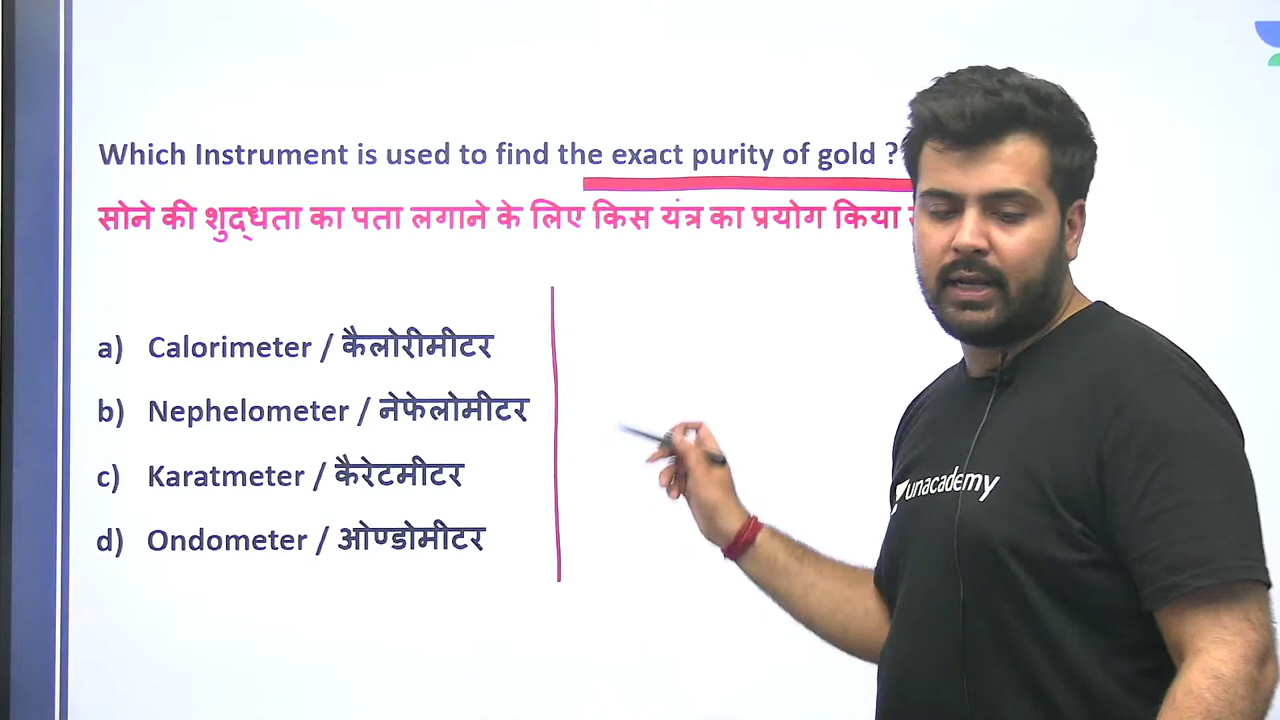 Which Instrument is used to find the exact purity of gold ?
सोने की शुद्धता का पता लगाने के लिए किस यंत्र का प्रयोग किया
a) Calorimeter / कैलोरीमीटर
b) Nephelometer / नेफेलोमीटर
c) Karatmeter / कैरेटमीटर
d) Ondometer / ओण्डोमीटर
unacademy